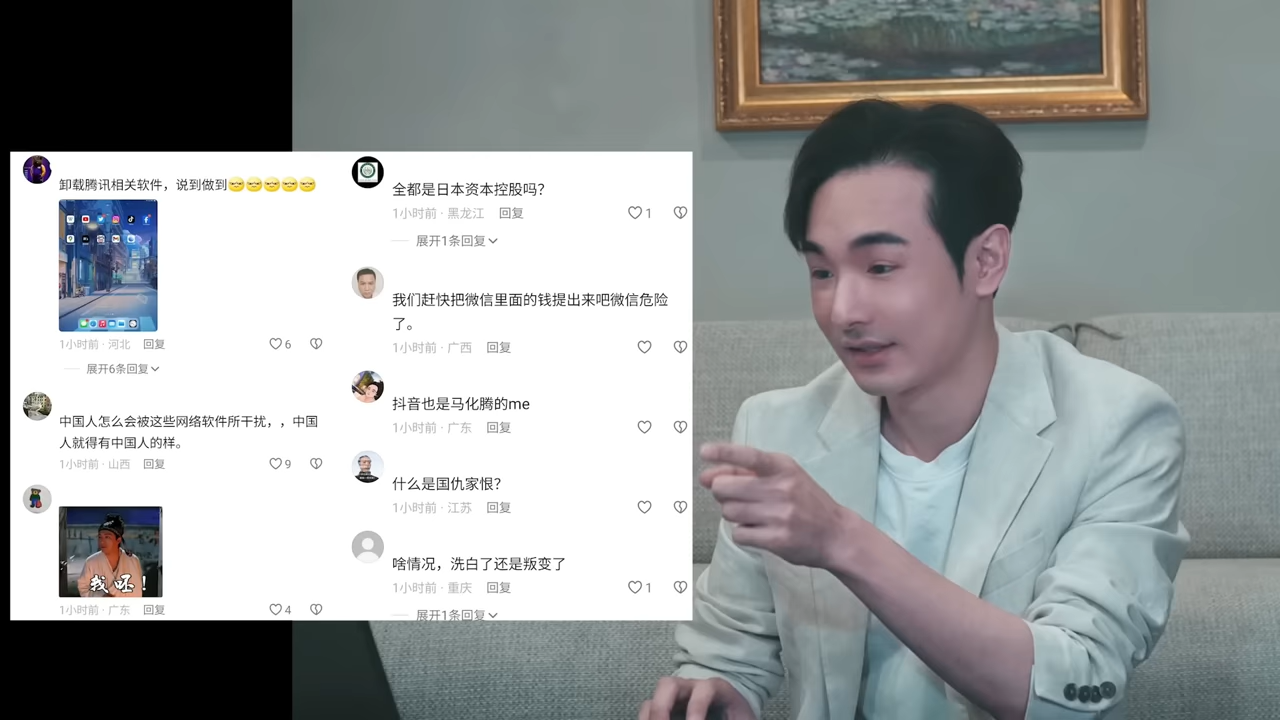 卸载腾讯相关软件，说到做到😏😏😏😏😏
1小时前 · 河北 回复 6
展开6条回复
中国人怎么会被这些网络软件所干扰，，中国
人就得有中国人的样。
1小时前 · 山西 回复 9
我呸！
1小时前 · 广东 回复 4
全都是日本资本控股吗？
1小时前 · 黑龙江 回复 1
展开1条回复
我们赶快把微信里面的钱提出来吧微信危险
了。
1小时前 · 广西 回复
抖音也是马化腾的me
1小时前 · 广东 回复
什么是国仇家恨？
1小时前 · 江苏 回复
啥情况，洗白了还是叛变了
1小时前 · 重庆 回复 1
展开1条回复